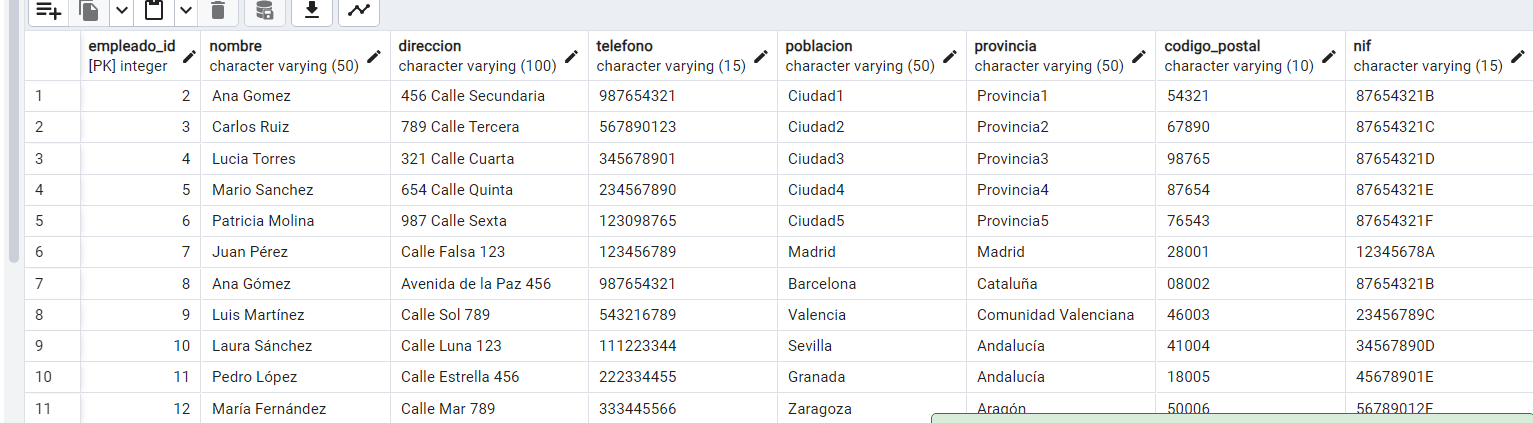 empleado_id nombre direccion telefono poblacion provincia codigo_postal nif
[PK] integer character varying (50) character varying (100) character varying (15) character varying (50) character varying (50) character varying (10) character varying (15)
1 2 Ana Gomez 456 Calle Secundaria 987654321 Ciudad1 Provincia1 54321 87654321B
2 3 Carlos Ruiz 789 Calle Tercera 567890123 Ciudad2 Provincia2 67890 87654321C
3 4 Lucia Torres 321 Calle Cuarta 345678901 Ciudad3 Provincia3 98765 87654321D
4 5 Mario Sanchez 654 Calle Quinta 234567890 Ciudad4 Provincia4 87654 87654321E
5 6 Patricia Molina 987 Calle Sexta 123098765 Ciudad5 Provincia5 76543 87654321F
6 7 Juan Pérez Calle Falsa 123 123456789 Madrid Madrid 28001 12345678A
7 8 Ana Gómez Avenida de la Paz 456 987654321 Barcelona Cataluña 08002 87654321B
8 9 Luis Martínez Calle Sol 789 543216789 Valencia Comunidad Valenciana 46003 23456789C
9 10 Laura Sánchez Calle Luna 123 111223344 Sevilla Andalucía 41004 34567890D
10 11 Pedro López Calle Estrella 456 222334455 Granada Andalucía 18005 45678901E
11 12 María Fernández Calle Mar 789 333445566 Zaragoza Aragón 50006 56789012F